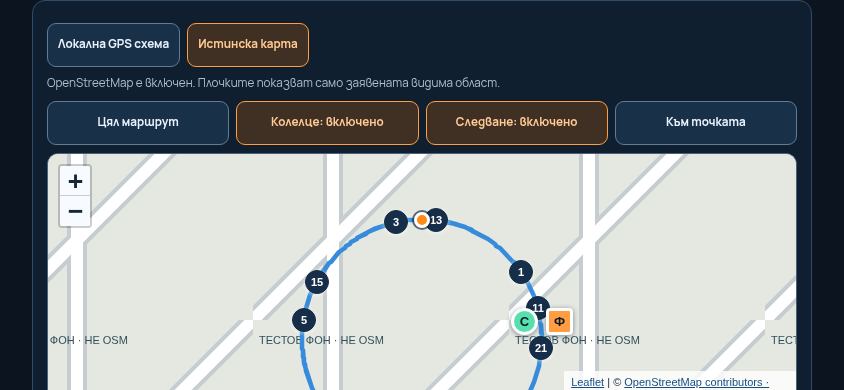 Локална GPS схема
Истинска карта
OpenStreetMap е включен. Плочките показват само заявената видима област.
Цял маршрут
Колелце: включено
Следване: включено
Към точката
+
−
3
13
1
15
11
5
С
Ф
ФОН · НЕ OSM
ТЕСТОВ ФОН · НЕ OSM
ТЕСТОВ ФОН · НЕ OSM
ТЕСТ
21
Leaflet | © OpenStreetMap contributors ·